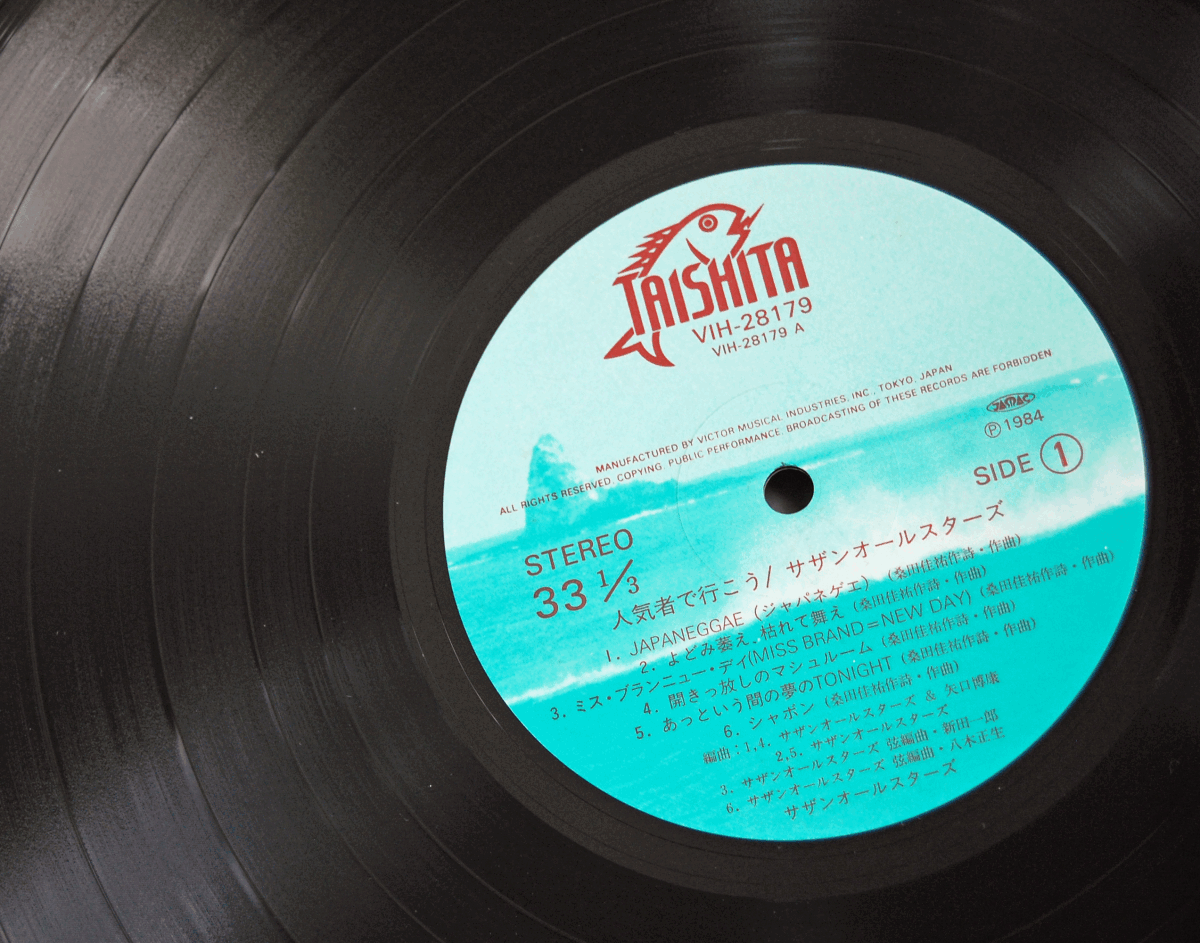 TAISHITA
VIH-28179
VIH-28179 A
MANUFACTURED BY VICTOR MUSICAL INDUSTRIES, INC., TOKYO, JAPAN
ALL RIGHTS RESERVED. COPYING, PUBLIC PERFORMANCE, BROADCASTING OF THESE RECORDS ARE FORBIDDEN
JASRAC
Ⓟ1984
SIDE ①
STEREO
33 1/3
人気者で行こう/ サザンオールスターズ
1. JAPANEGGAE (ジャパネゲエ) (桑田佳祐作詩・作曲)
2. よどみ萎え、枯れて舞え (桑田佳祐作詩・作曲)
3. ミス・ブランニュー・デイ(MISS BRAND=NEW DAY) (桑田佳祐作詩・作曲)
4. 開きっ放しのマシュルーム (桑田佳祐作詩・作曲)
5. あっという間の夢のTONIGHT (桑田佳祐作詩・作曲)
6. シャボン (桑田佳祐作詩・作曲)
編曲:1,4. サザンオールスターズ & 矢口博康
2,5. サザンオールスターズ
3. サザンオールスターズ 弦編曲・新田一郎
6. サザンオールスターズ 弦編曲・八木正生
サザンオールスターズ